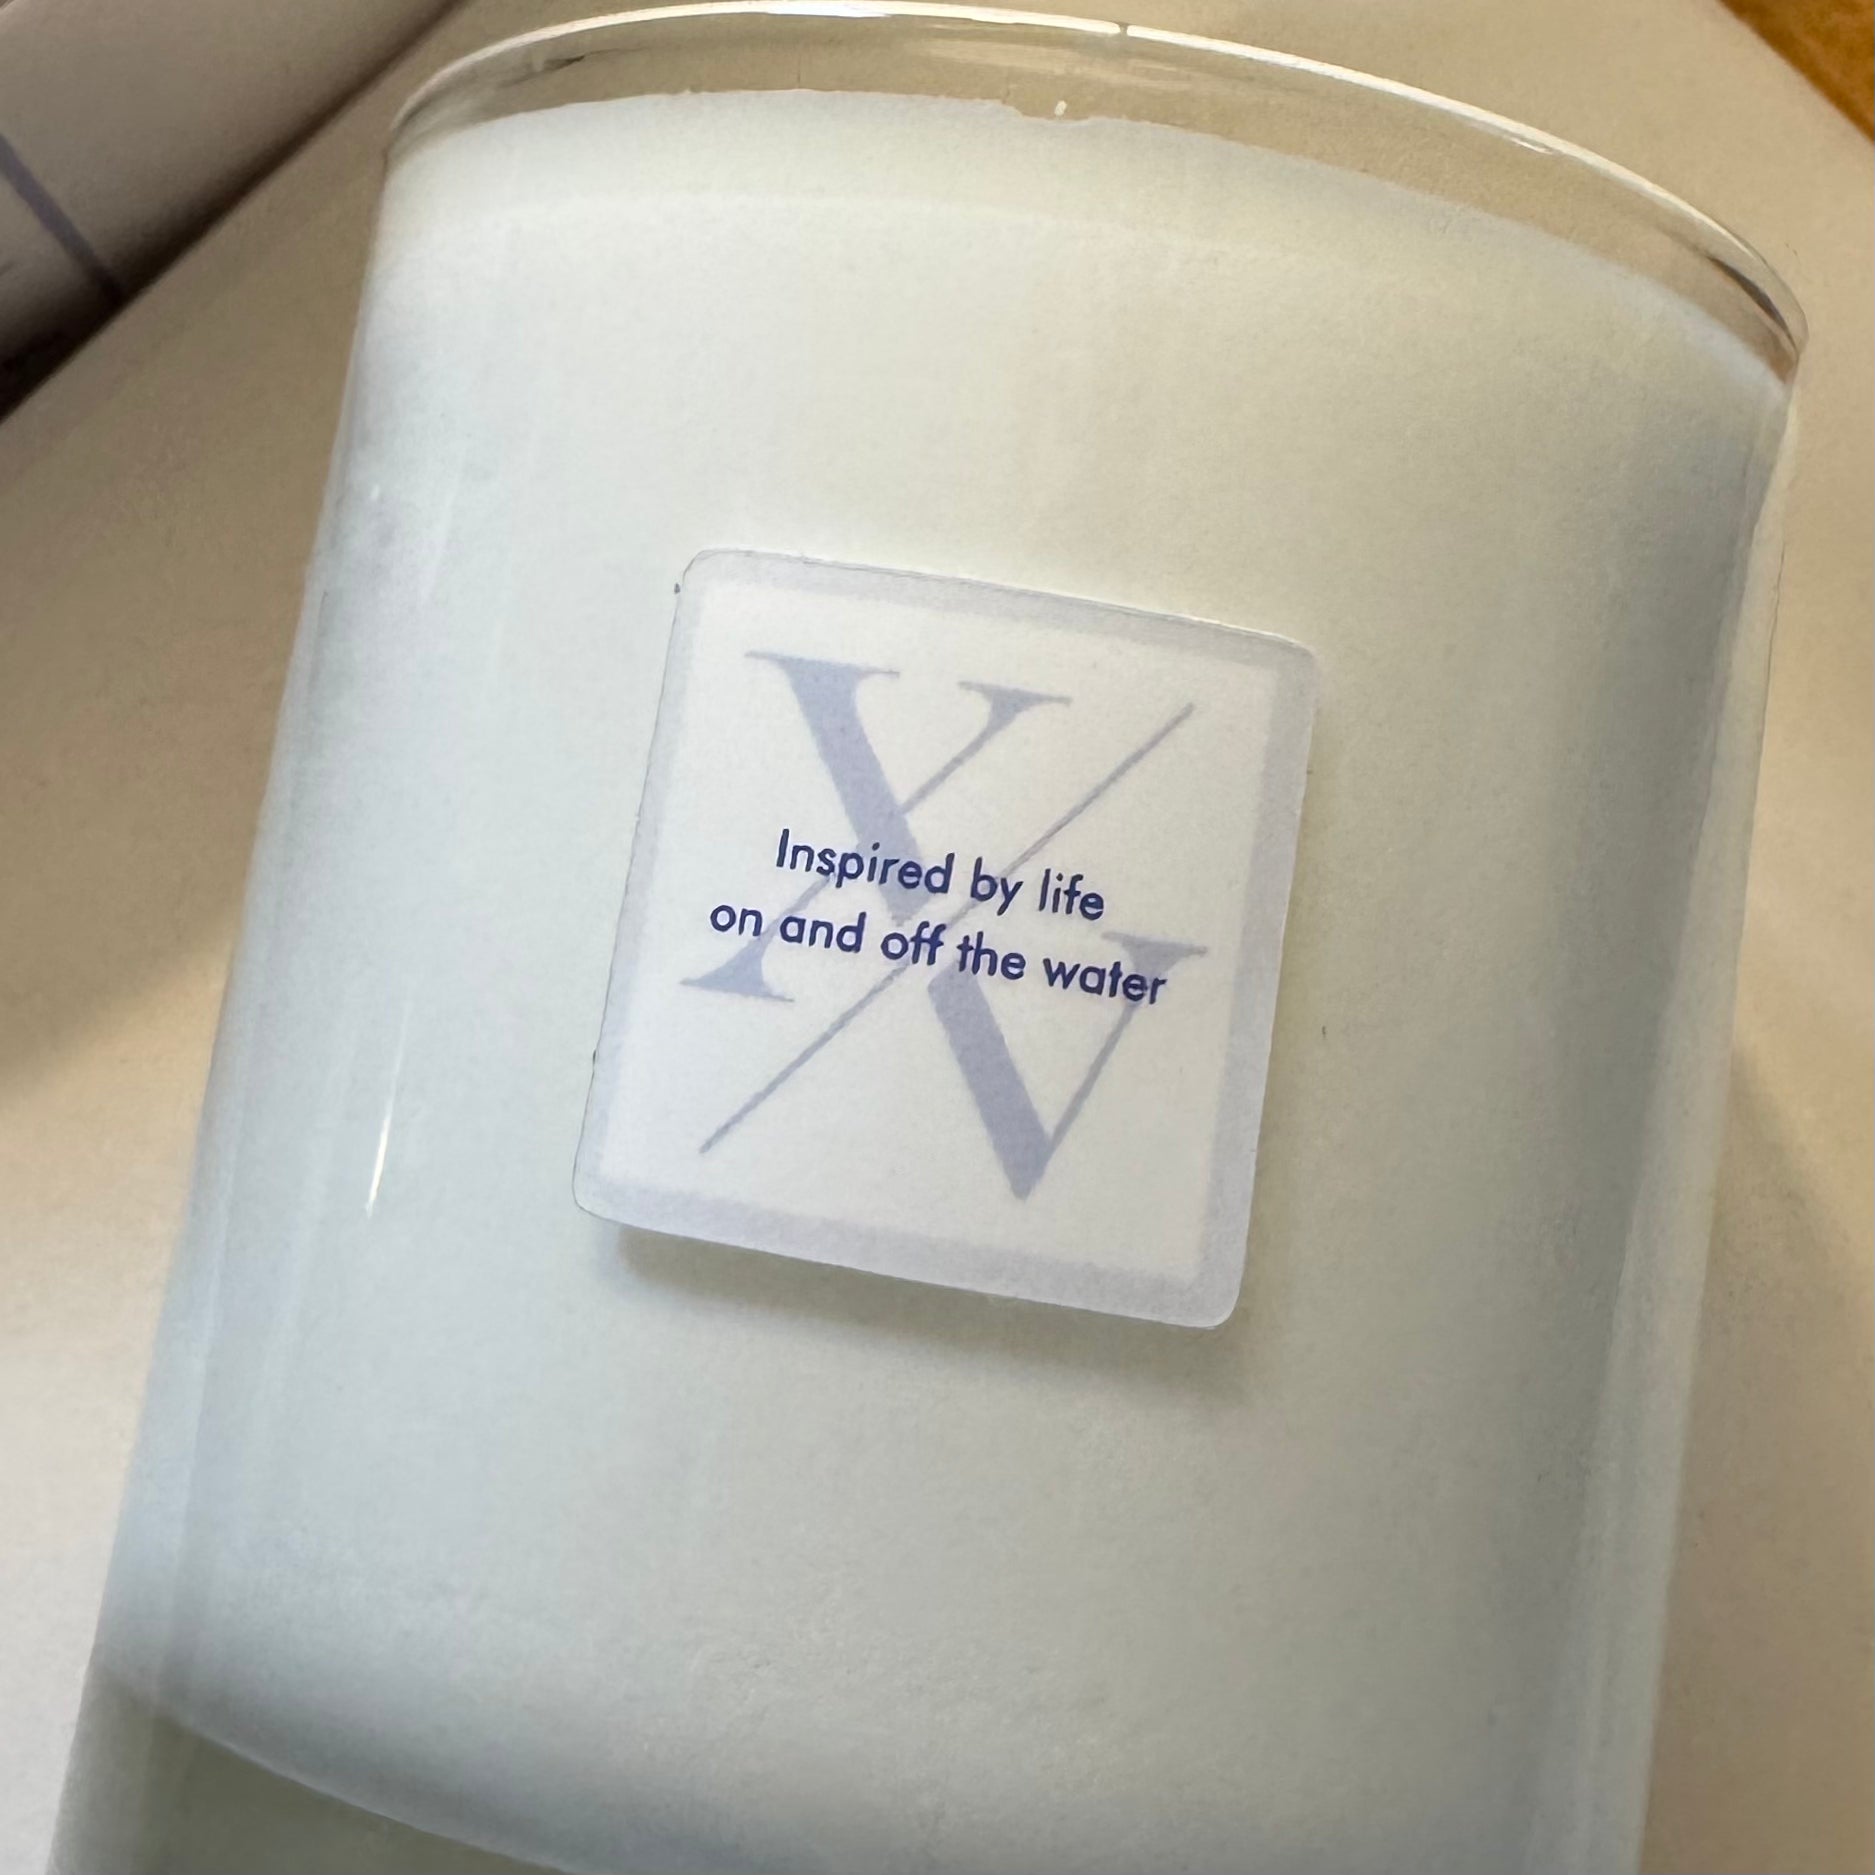 X
V
Inspired by life
on and off the water